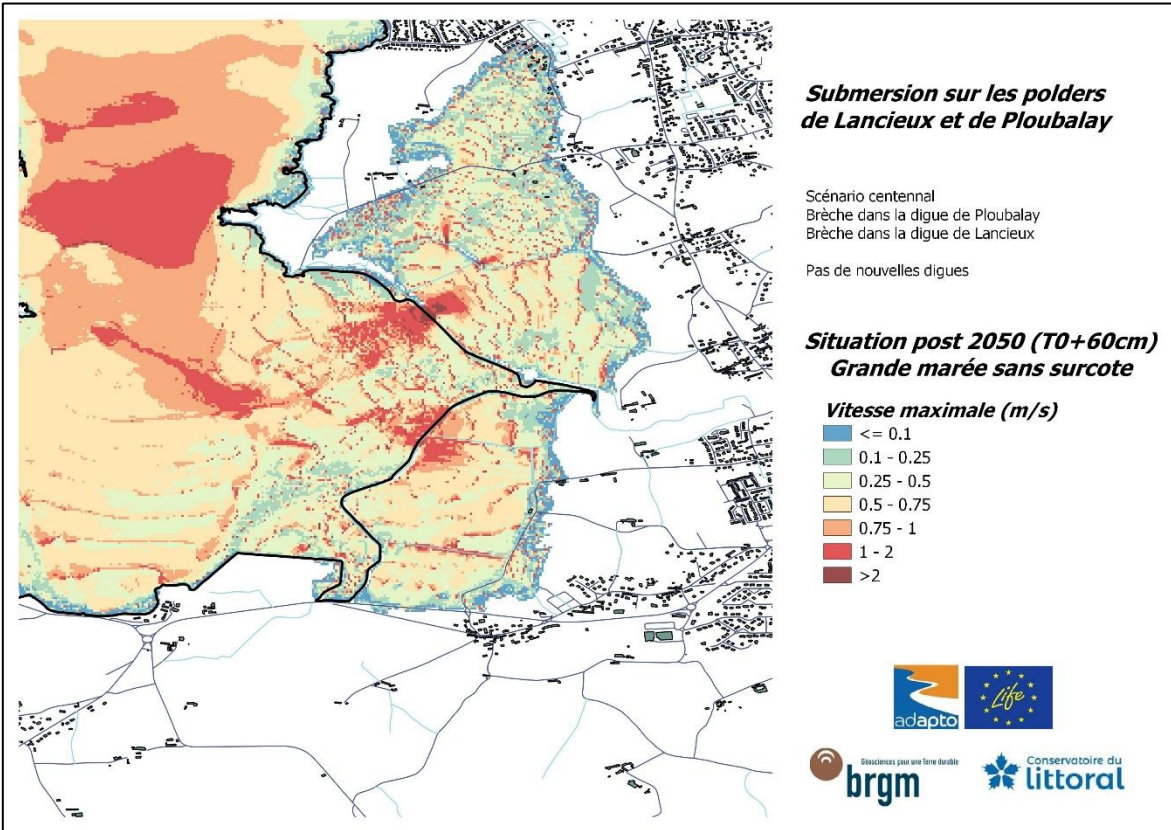 Submersion sur les polders
de Lancieux et de Ploubalay
Scénario centennal
Brèche dans la digue de Ploubalay
Brèche dans la digue de Lancieux
Pas de nouvelles digues
Situation post 2050 (T0+60cm)
Grande marée sans surcote
Vitesse maximale (m/s)
<= 0.1
0.1 - 0.25
0.25 - 0.5
0.5 - 0.75
0.75 - 1
1 - 2
>2
adapto
Life
Géosciences pour une Terre durable
brgm
Conservatoire du
littoral